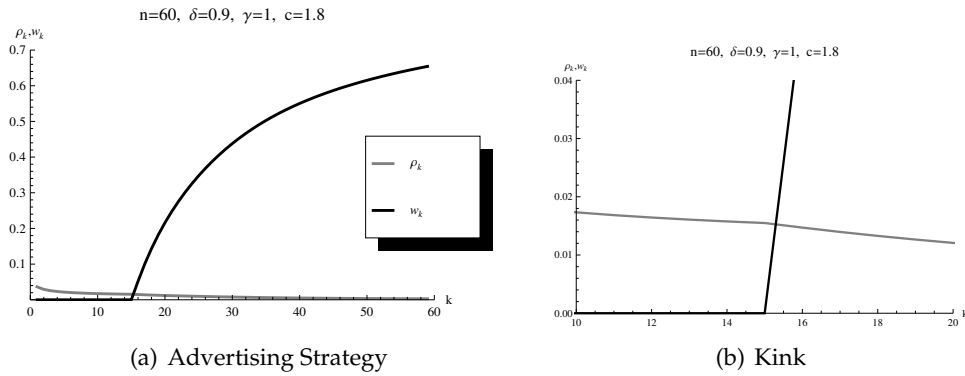 n=60, δ=0.9, γ=1, c=1.8
ρk,wk
0.7
0.6
0.5
0.4
0.3
0.2
0.1
0 10 20 30 40 50 60 k
ρk
wk
(a) Advertising Strategy
n=60, δ=0.9, γ=1, c=1.8
ρk,wk
0.04
0.03
0.02
0.01
0.00
10 12 14 16 18 20 k
(b) Kink